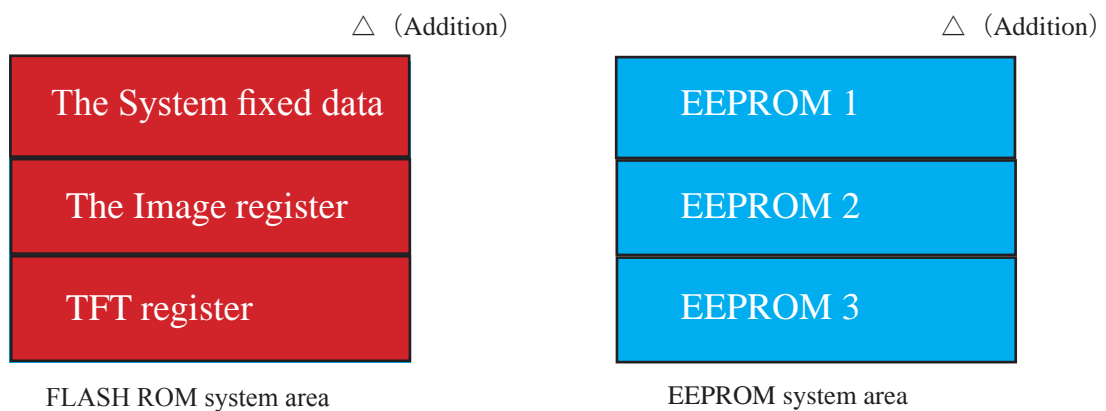 △（Addition）
The System fixed data
The Image register
TFT register
FLASH ROM system area
△（Addition）
EEPROM 1
EEPROM 2
EEPROM 3
EEPROM system area